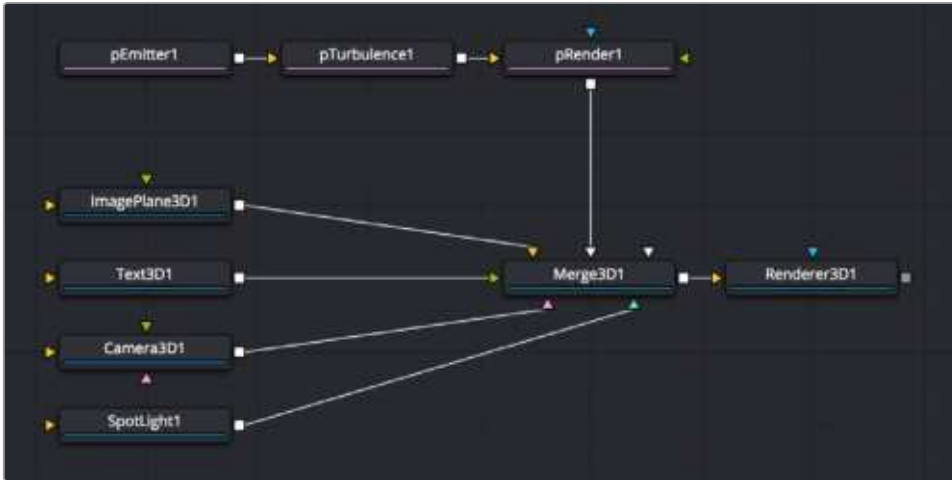 pEmitter1
pTurbulence1
pRender1
ImagePlane3D1
Text3D1
Merge3D1
Renderer3D1
Camera3D1
SpotLight1